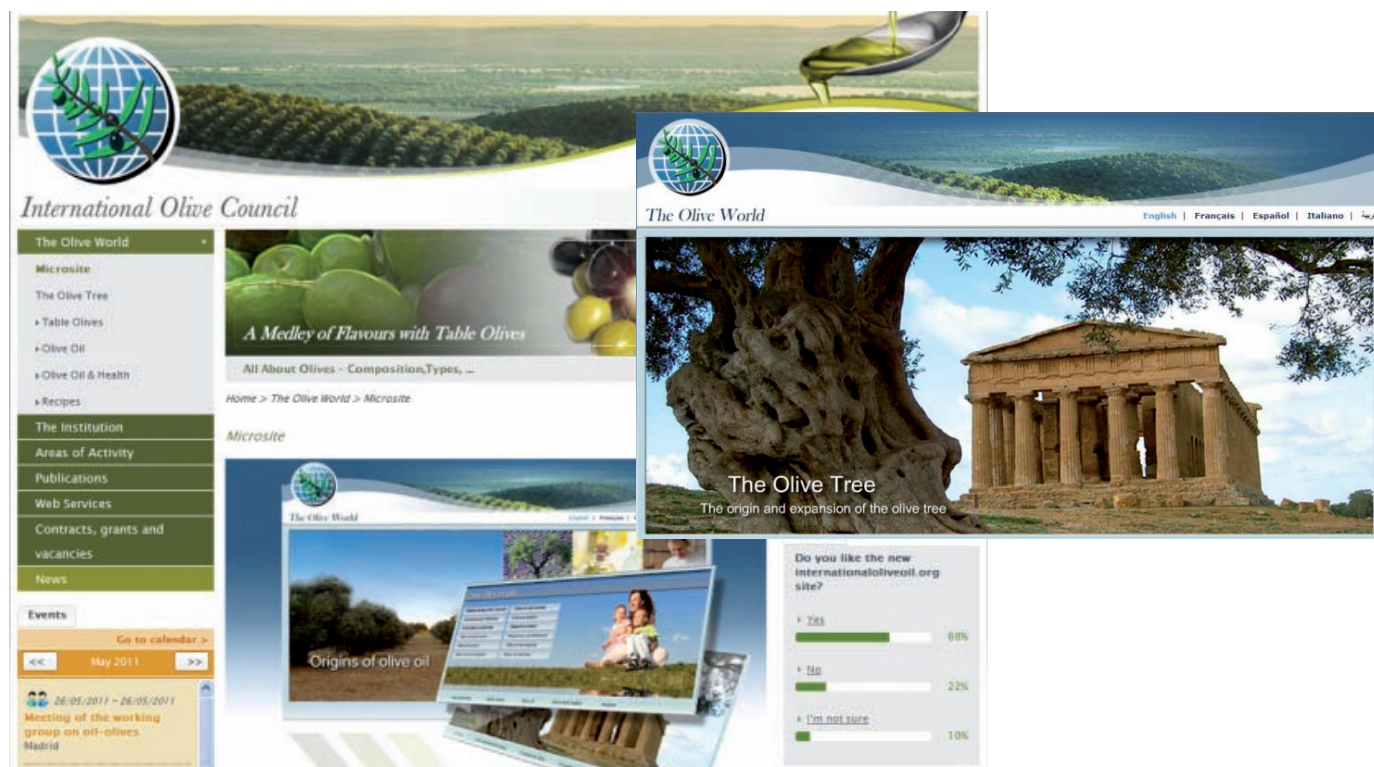 International Olive Council
The Olive World
Microsite
The Olive Tree
Table Olives
Olive Oil
Olive Oil & Health
Recipes
The Institution
Areas of Activity
Publications
Web Services
Contracts, grants and
vacancies
News
Events
Go to calendar >
<< May 2011 >>
26/05/2011 - 26/05/2011
Meeting of the working
group on oil-olives
Madrid
A Medley of Flavours with Table Olives
All About Olives - Composition,Types, ...
Home > The Olive World > Microsite
Microsite
The Olive World
English | Français |
Origins of olive oil
The Olive World
English | Français | Español | Italiano |
The Olive Tree
The origin and expansion of the olive tree
Do you like the new
internationaloliveoil.org
site?
Yes
68%
No
22%
I'm not sure
10%